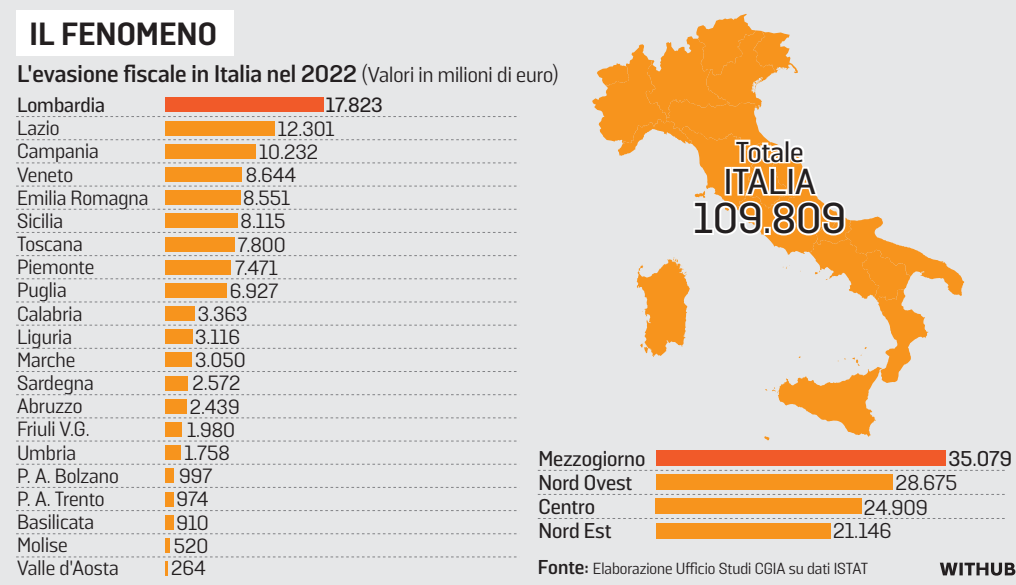 IL FENOMENO
L'evasione fiscale in Italia nel 2022 (Valori in milioni di euro)
Lombardia 17.823
Lazio 12.301
Campania 10.232
Veneto 8.644
Emilia Romagna 8.551
Sicilia 8.115
Toscana 7.800
Piemonte 7.471
Puglia 6.927
Calabria 3.363
Liguria 3.116
Marche 3.050
Sardegna 2.572
Abruzzo 2.439
Friuli V.G. 1.980
Umbria 1.758
P. A. Bolzano 997
P. A. Trento 974
Basilicata 910
Molise 520
Valle d'Aosta 264
Totale
ITALIA
109.809
Mezzogiorno 35.079
Nord Ovest 28.675
Centro 24.909
Nord Est 21.146
Fonte: Elaborazione Ufficio Studi CGIA su dati ISTAT
WITHUB